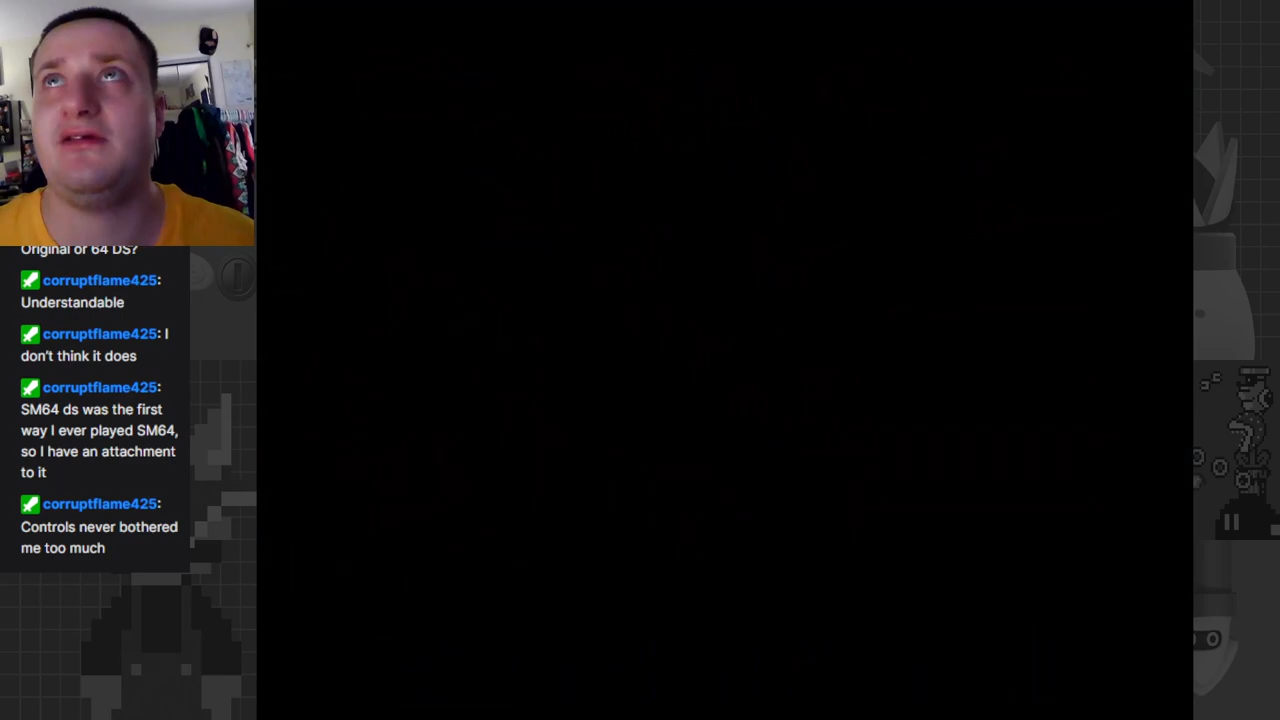 Original or 64 DS?
corruptflame425:
Understandable
corruptflame425: I
don't think it does
corruptflame425:
SM64 ds was the first
way I ever played SM64,
so I have an attachment
to it
corruptflame425:
Controls never bothered
me too much